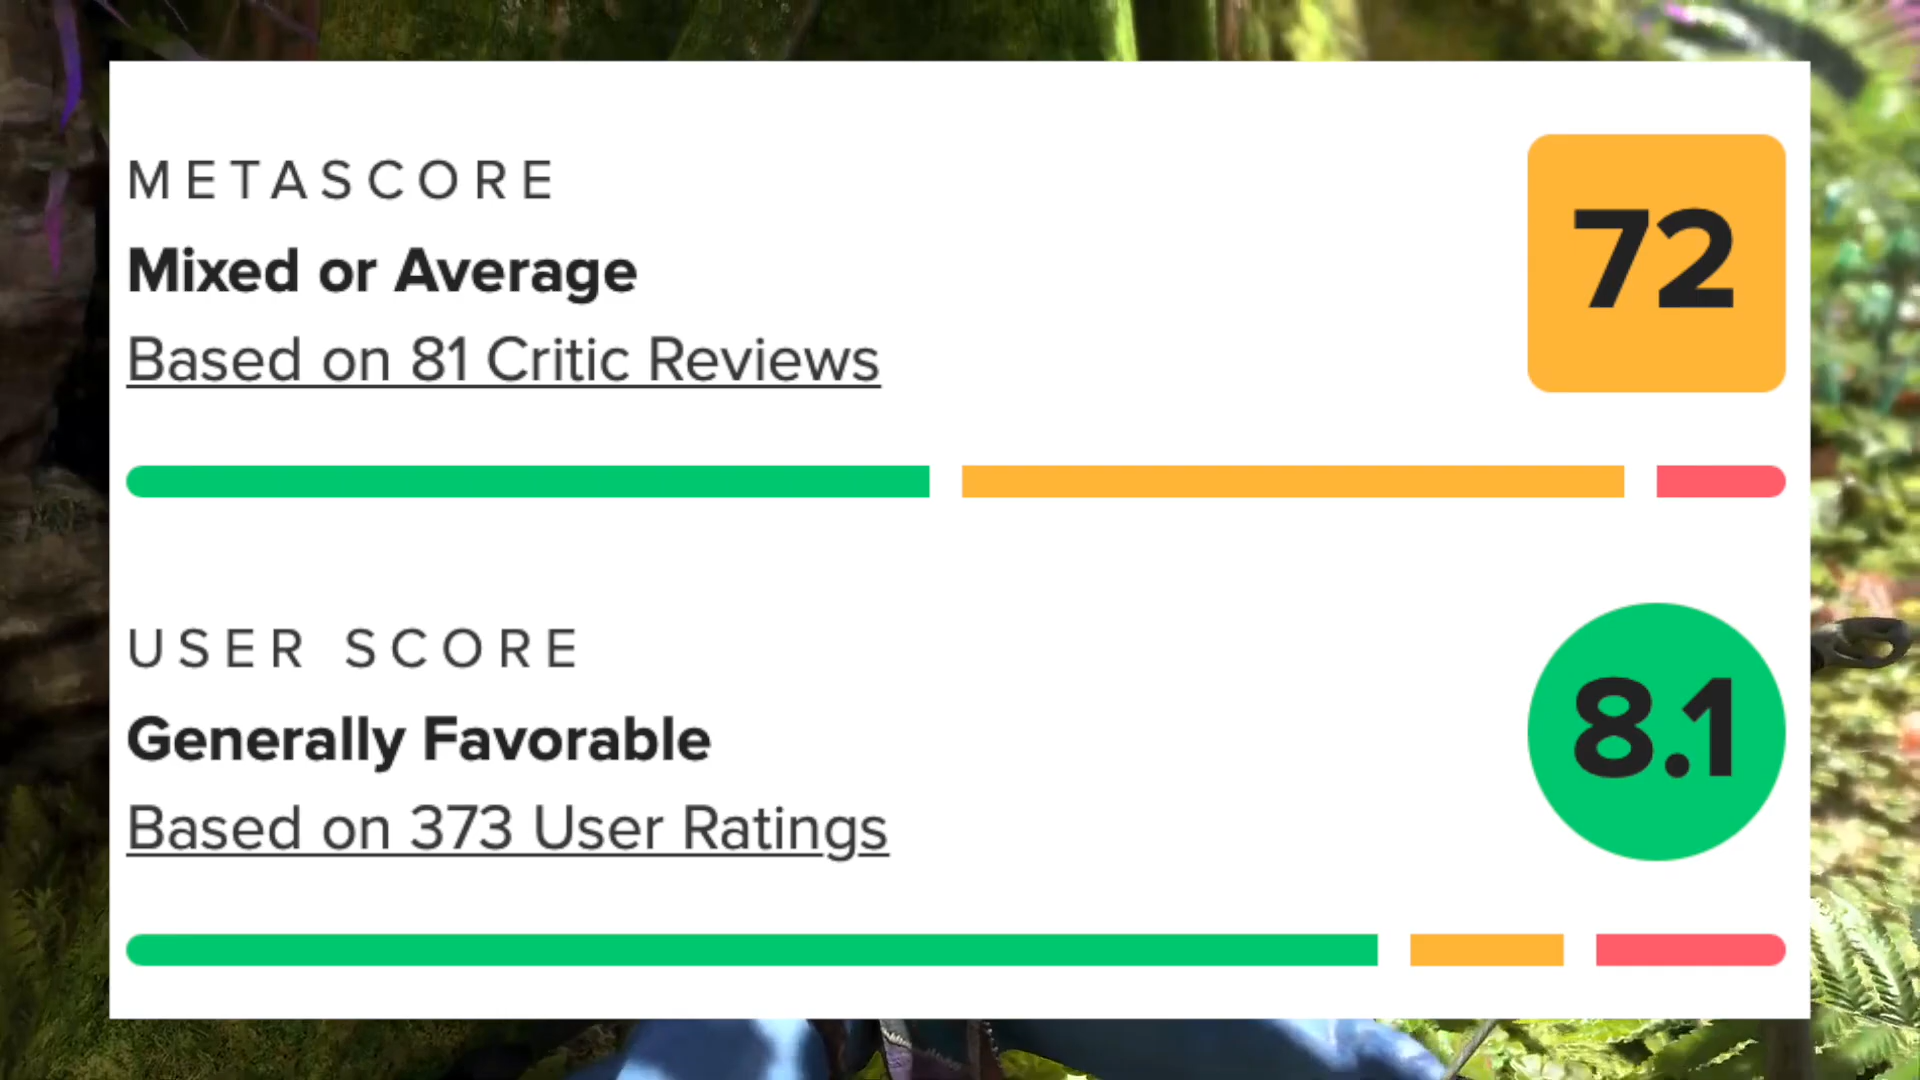 METASCORE
72
Mixed or Average
Based on 81 Critic Reviews
USER SCORE
8.1
Generally Favorable
Based on 373 User Ratings